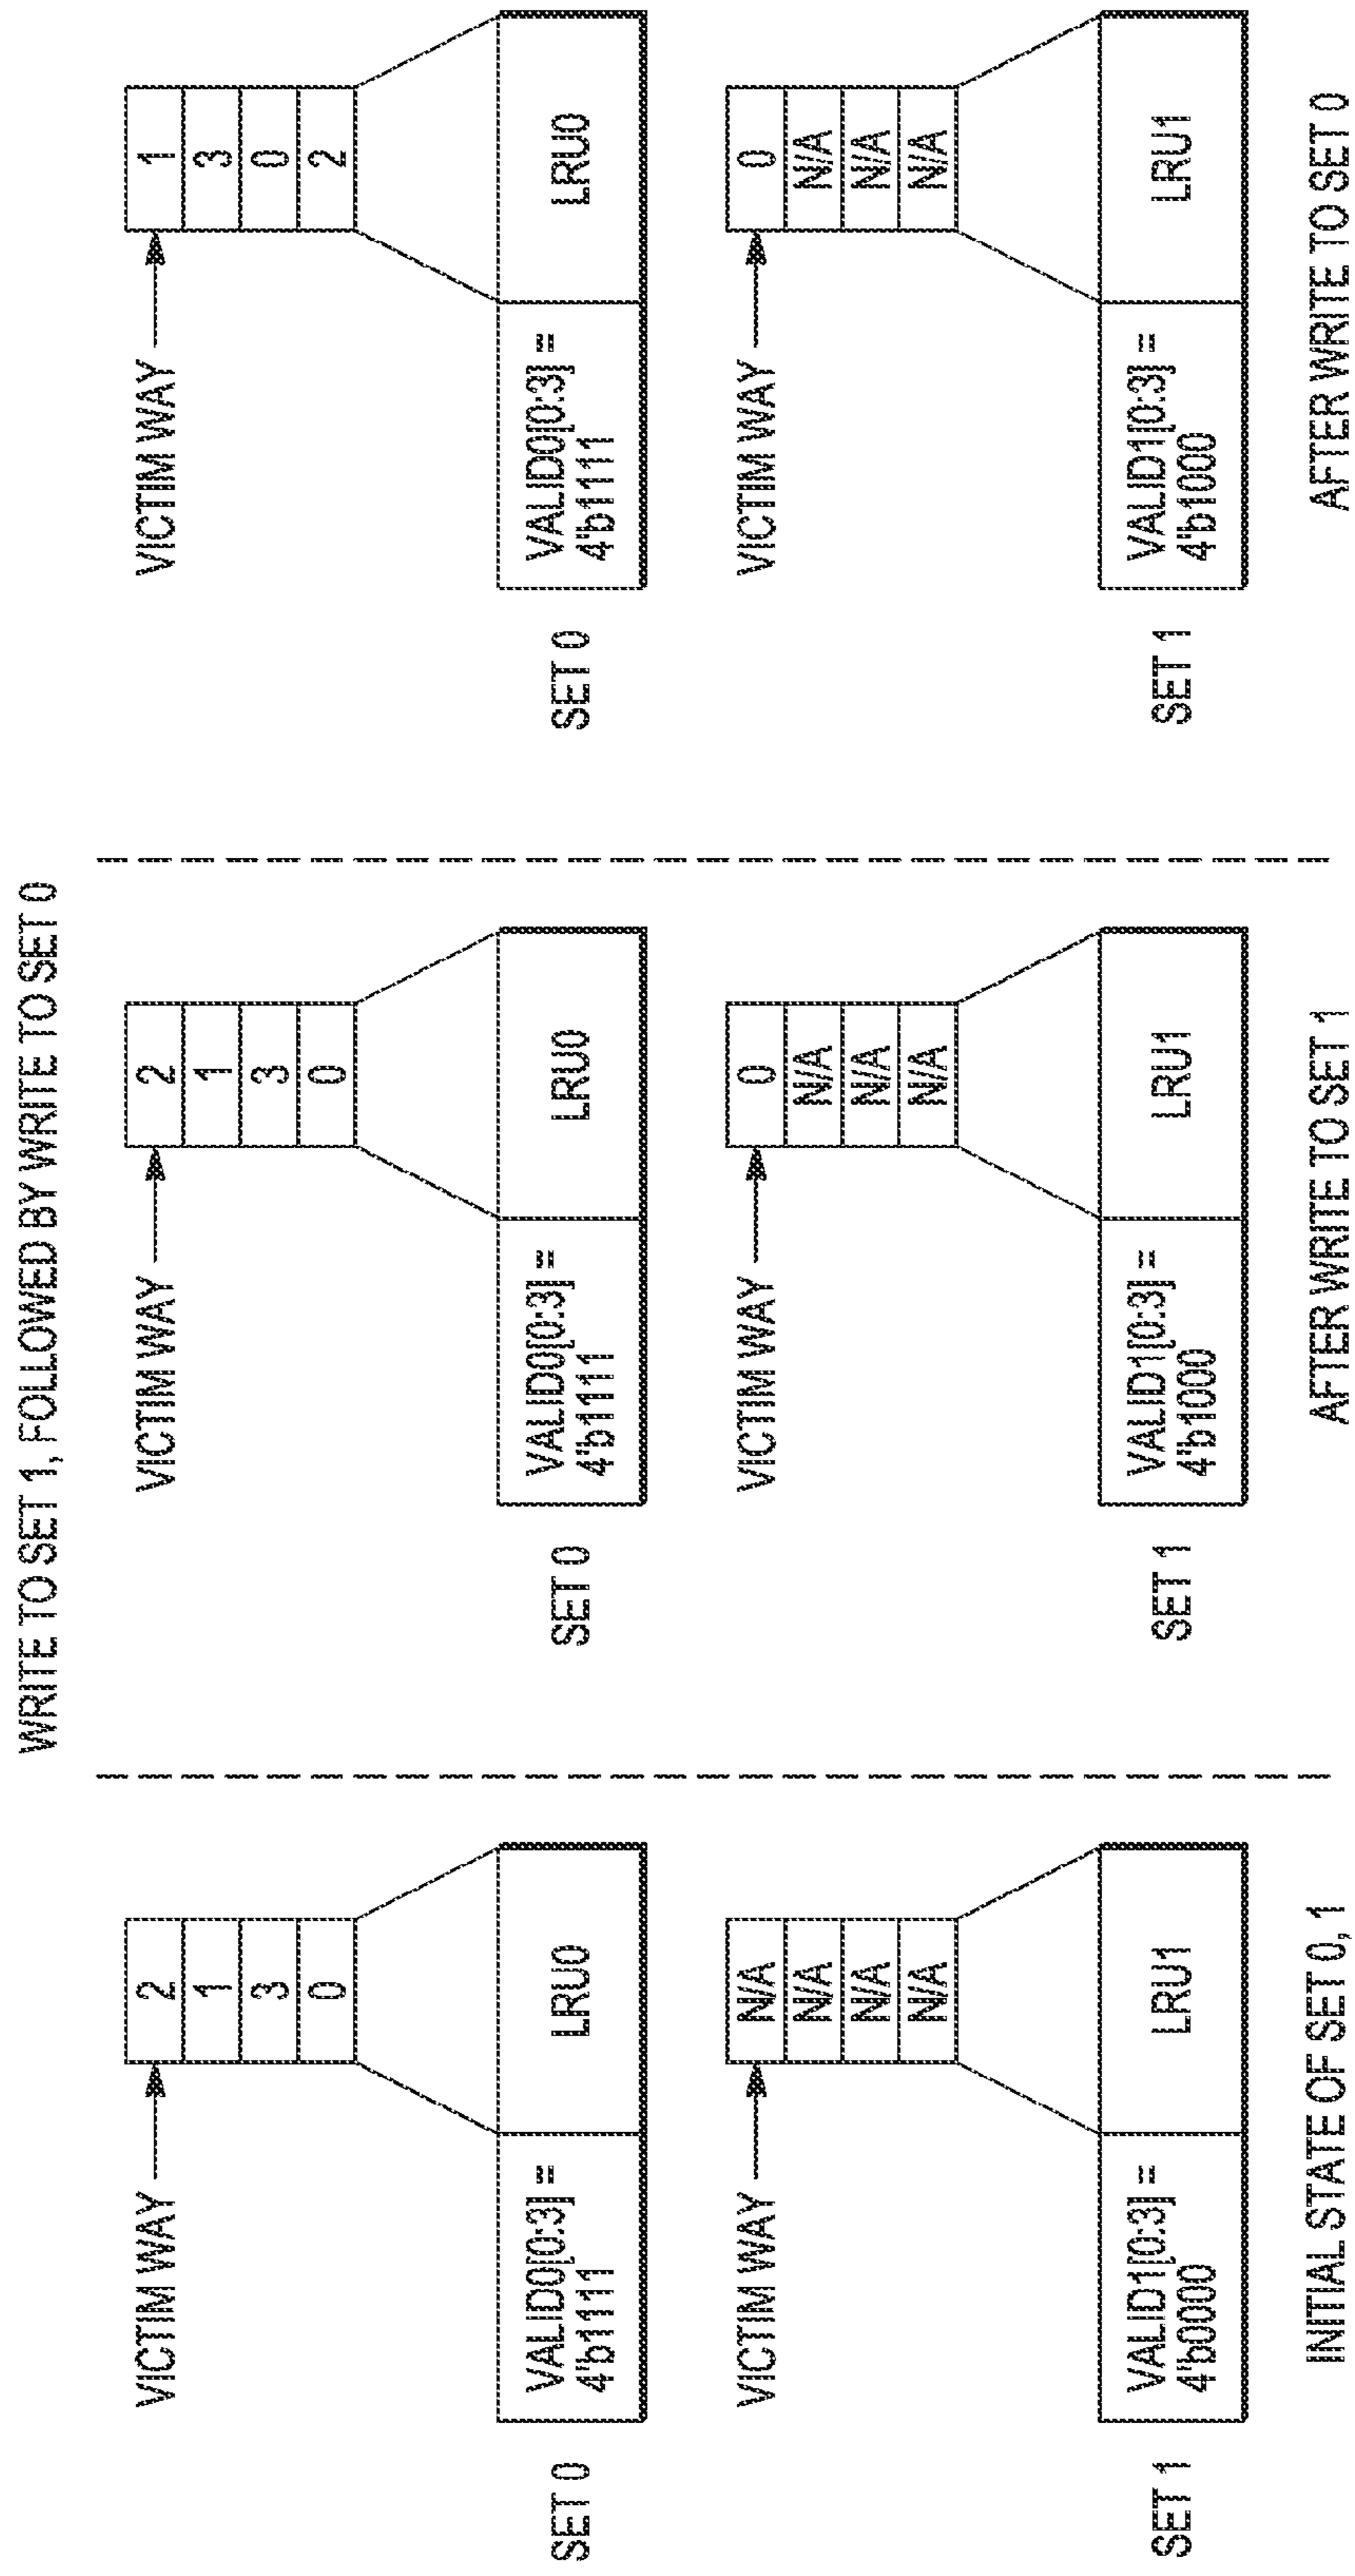 WRITE TO SET 1, FOLLOWED BY WRITE TO SET 0
VICTIM WAY
2
1
3
0
SET 0
VALID0[0:3] =
4'b1111
LRU0
VICTIM WAY
N/A
N/A
N/A
N/A
SET 1
VALID1[0:3] =
4'b0000
LRU1
INITIAL STATE OF SET 0, 1
VICTIM WAY
2
1
3
0
SET 0
VALID0[0:3] =
4'b1111
LRU0
VICTIM WAY
0
N/A
N/A
N/A
SET 1
VALID1[0:3] =
4'b1000
LRU1
AFTER WRITE TO SET 1
VICTIM WAY
1
3
0
2
SET 0
VALID0[0:3] =
4'b1111
LRU0
VICTIM WAY
0
N/A
N/A
N/A
SET 1
VALID1[0:3] =
4'b1000
LRU1
AFTER WRITE TO SET 0